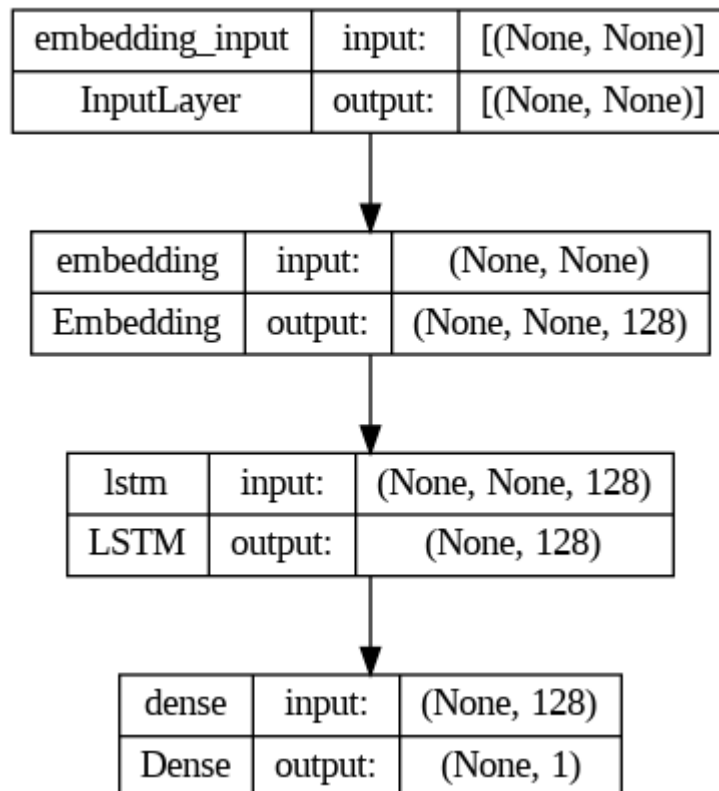 embedding_input input: [(None, None)]
InputLayer output: [(None, None)]
embedding input: (None, None)
Embedding output: (None, None, 128)
lstm input: (None, None, 128)
LSTM output: (None, 128)
dense input: (None, 128)
Dense output: (None, 1)